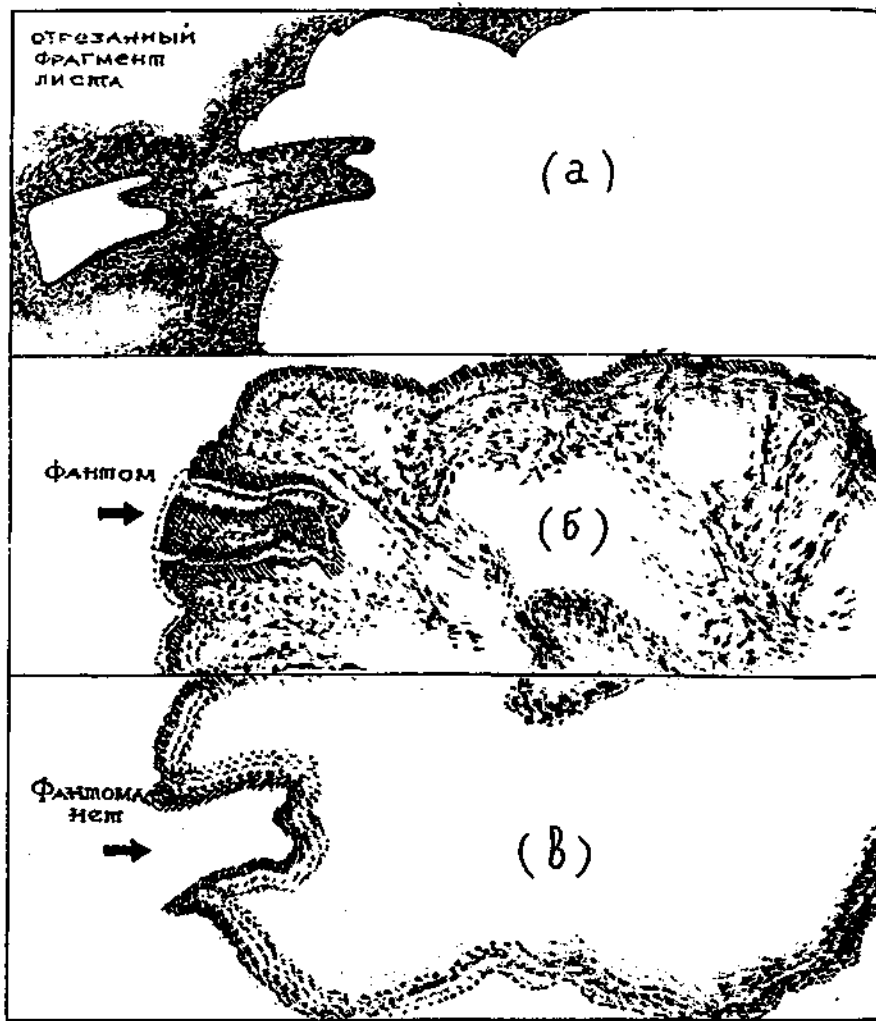 ОТРЕЗАННЫЙ
ФРАГМЕНТ
ЛИСТА
(а)
ФАНТОМ
(б)
ФАНТОМА
НЕТ
(в)